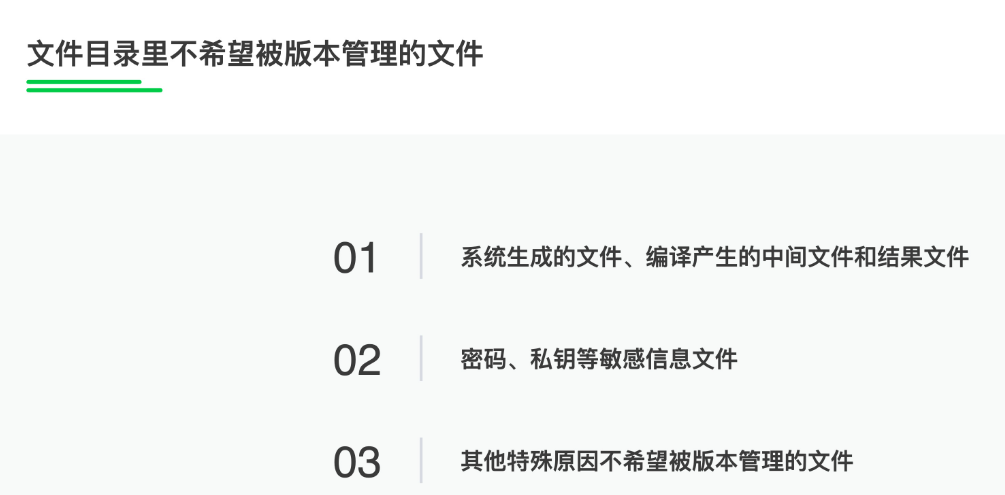 文件目录里不希望被版本管理的文件
01
系统生成的文件、编译产生的中间文件和结果文件
02
密码、私钥等敏感信息文件
03
其他特殊原因不希望被版本管理的文件